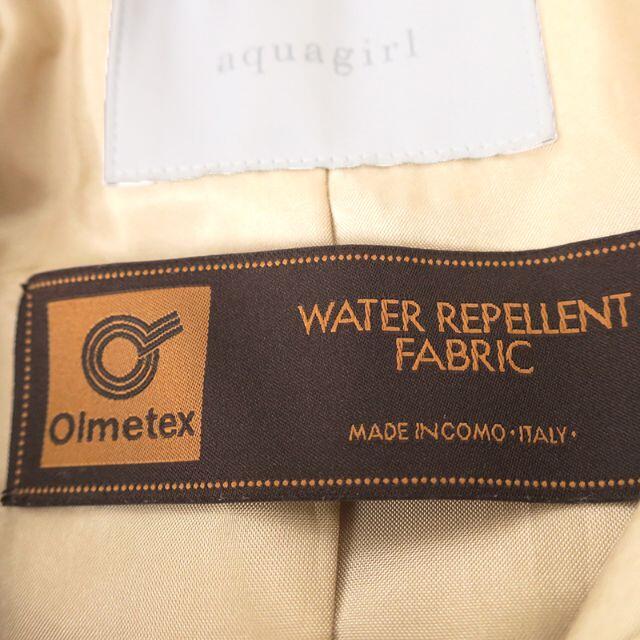 aquagirl
WATER REPELLENT
FABRIC
Olmetex
MADE IN COMO · ITALY ·